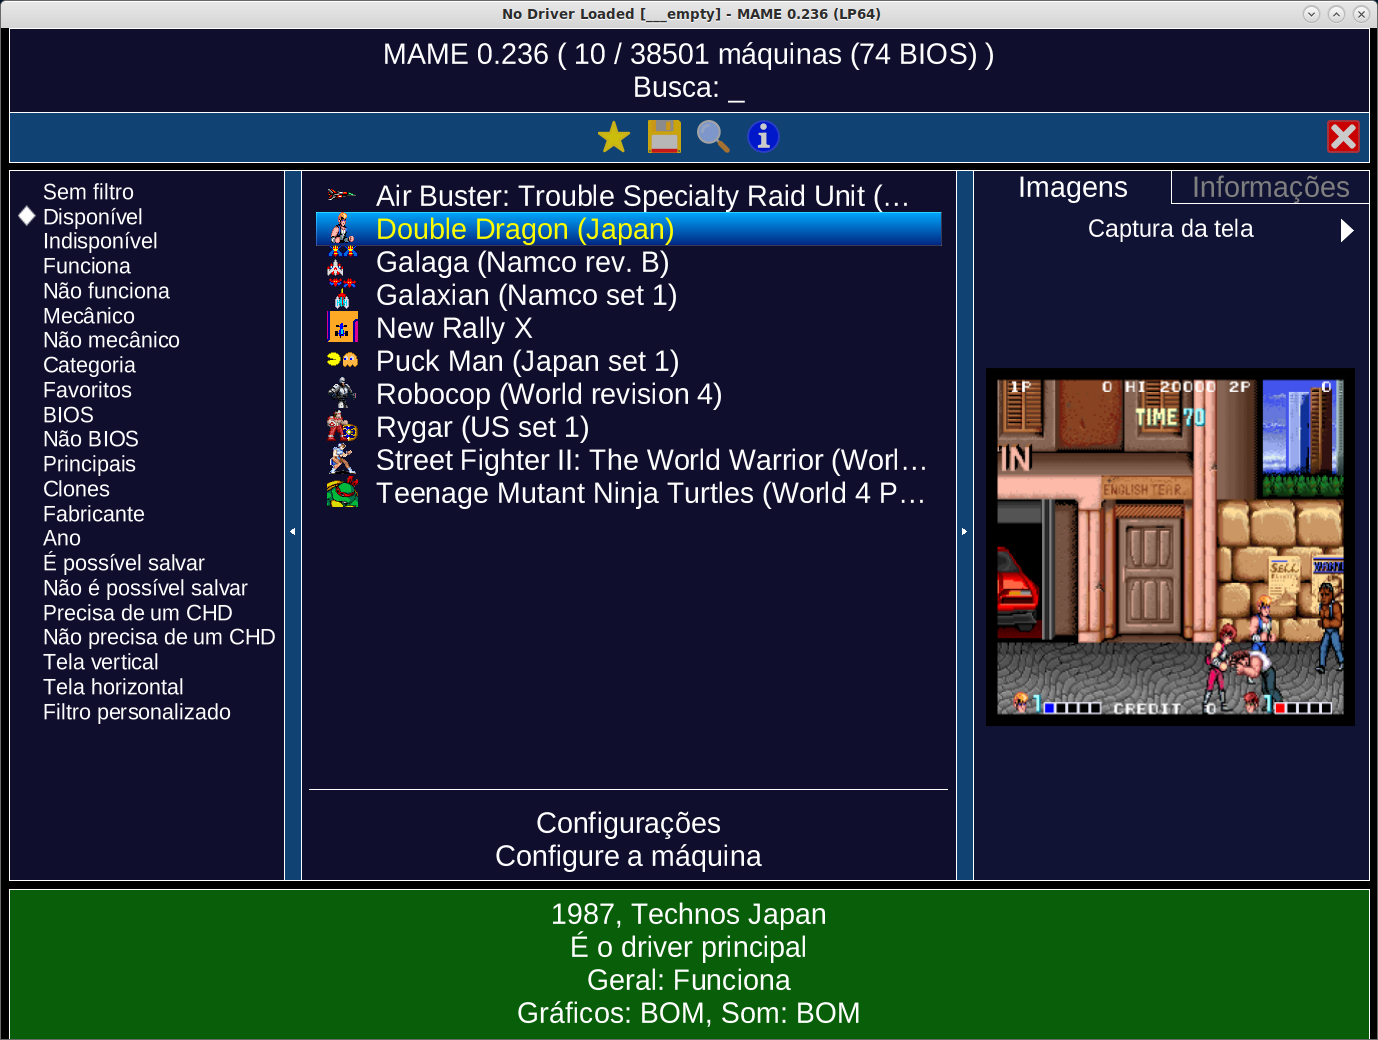 No Driver Loaded [___empty] - MAME 0.236 (LP64)
MAME 0.236 ( 10 / 38501 máquinas (74 BIOS) )
Busca: _
Sem filtro
Disponível
Indisponível
Funciona
Não funciona
Mecânico
Não mecânico
Categoria
Favoritos
BIOS
Não BIOS
Principais
Clones
Fabricante
Ano
É possível salvar
Não é possível salvar
Precisa de um CHD
Não precisa de um CHD
Tela vertical
Tela horizontal
Filtro personalizado
Air Buster: Trouble Specialty Raid Unit (...
Double Dragon (Japan)
Galaga (Namco rev. B)
Galaxian (Namco set 1)
New Rally X
Puck Man (Japan set 1)
Robocop (World revision 4)
Rygar (US set 1)
Street Fighter II: The World Warrior (Worl...
Teenage Mutant Ninja Turtles (World 4 P...
Configurações
Configure a máquina
Imagens
Informações
Captura da tela
1P 0 HI 20000 2P 0
TIME 70
IN
ENGLISH TEAR
SELL
CREDIT 0
1987, Technos Japan
É o driver principal
Geral: Funciona
Gráficos: BOM, Som: BOM